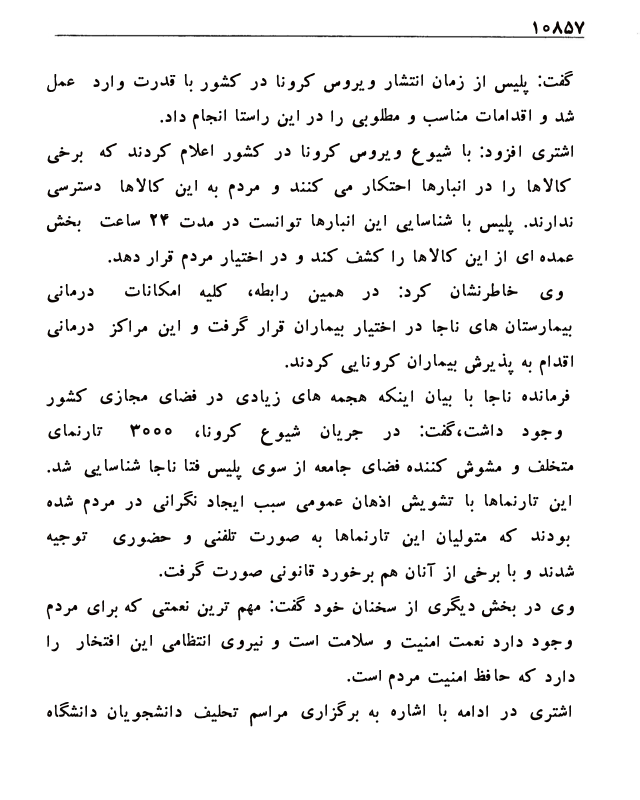 ۱۰۸۵۷
گفت: پلیس از زمان انتشار ویروس کرونا در کشور با قدرت وارد عمل
شد و اقدامات مناسب و مطلوبی را در این راستا انجام داد.
اشتری افزود: با شیوع ویروس کرونا در کشور اعلام کردند که برخی
کالاها را در انبارها احتکار می کنند و مردم به این کالاها دسترسی
ندارند. پلیس با شناسایی این انبارها توانست در مدت ۲۴ ساعت بخش
عمده ای از این کالاها را کشف کند و در اختیار مردم قرار دهد.
وی خاطرنشان کرد: در همین رابطه، کلیه امکانات درمانی
بیمارستان های ناجا در اختیار بیماران قرار گرفت و این مراکز درمانی
اقدام به پذیرش بیماران کرونایی کردند.
فرمانده ناجا با بیان اینکه هجمه های زیادی در فضای مجازی کشور
وجود داشت،گفت: در جریان شیوع کرونا، ۳۰۰۰ تارنمای
متخلف و مشوش کننده فضای جامعه از سوی پلیس فتا ناجا شناسایی شد.
این تارنماها با تشویش اذهان عمومی سبب ایجاد نگرانی در مردم شده
بودند که متولیان این تارنماها به صورت تلفنی و حضوری توجیه
شدند و با برخی از آنان هم برخورد قانونی صورت گرفت.
وی در بخش دیگری از سخنان خود گفت: مهم ترین نعمتی که برای مردم
وجود دارد نعمت امنیت و سلامت است و نیروی انتظامی این افتخار را
دارد که حافظ امنیت مردم است.
اشتری در ادامه با اشاره به برگزاری مراسم تحلیف دانشجویان دانشگاه